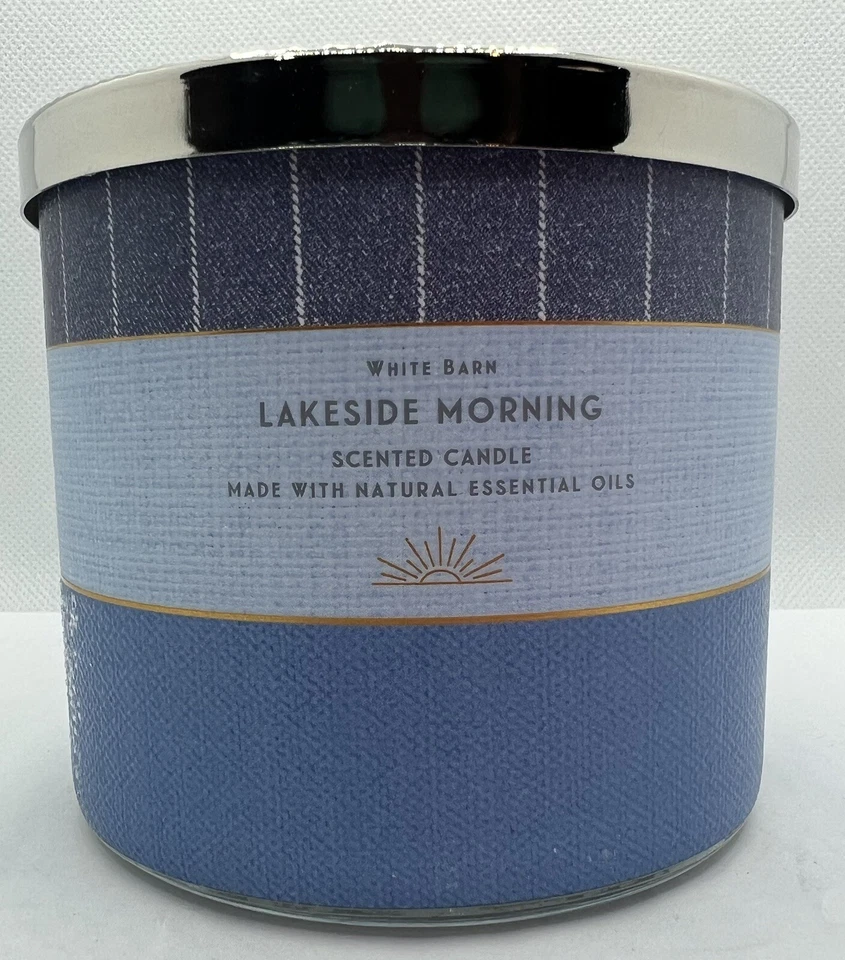 WHITE BARN
LAKESIDE MORNING
SCENTED CANDLE
MADE WITH NATURAL ESSENTIAL OILS